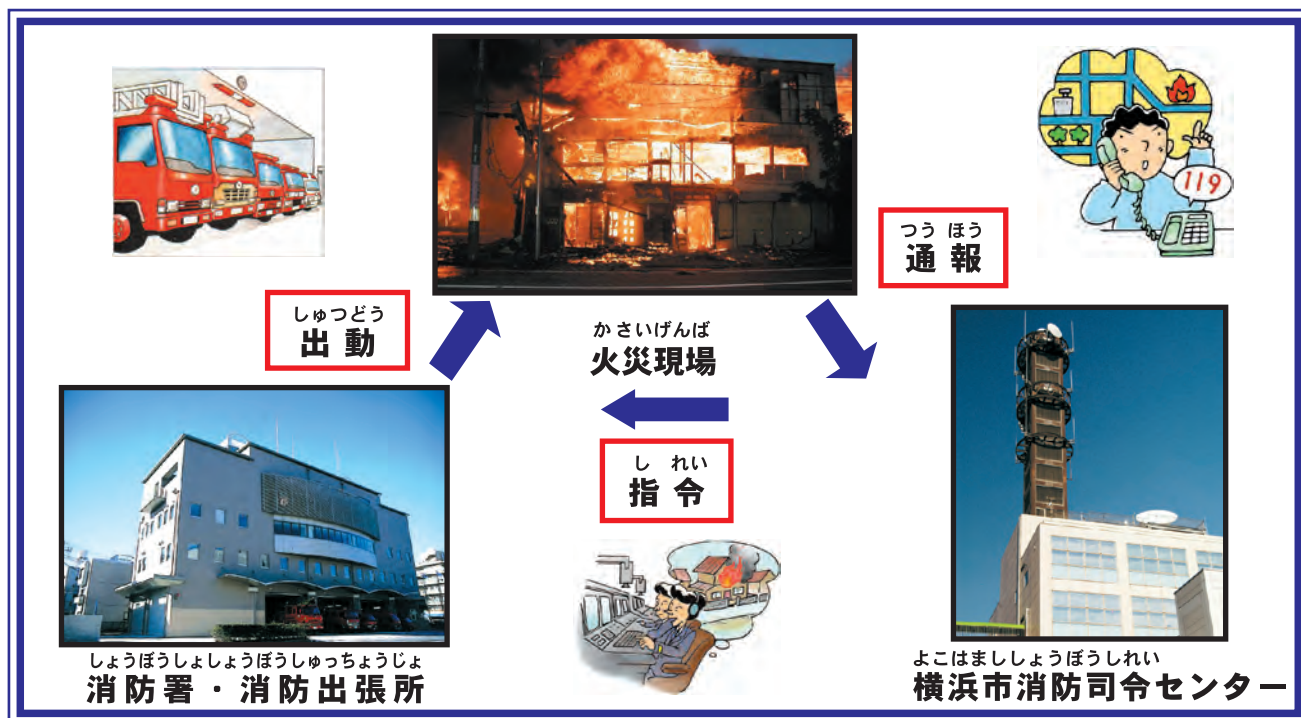 つう ほう
通 報
119
しゅつどう
出 動
か さいげんば
火災現場
し れい
指 令
しょうぼうしょしょうぼうしゅっちょうじょ
消防署・消防出張所
よこはまししょうぼうしれい
横浜市消防司令センター